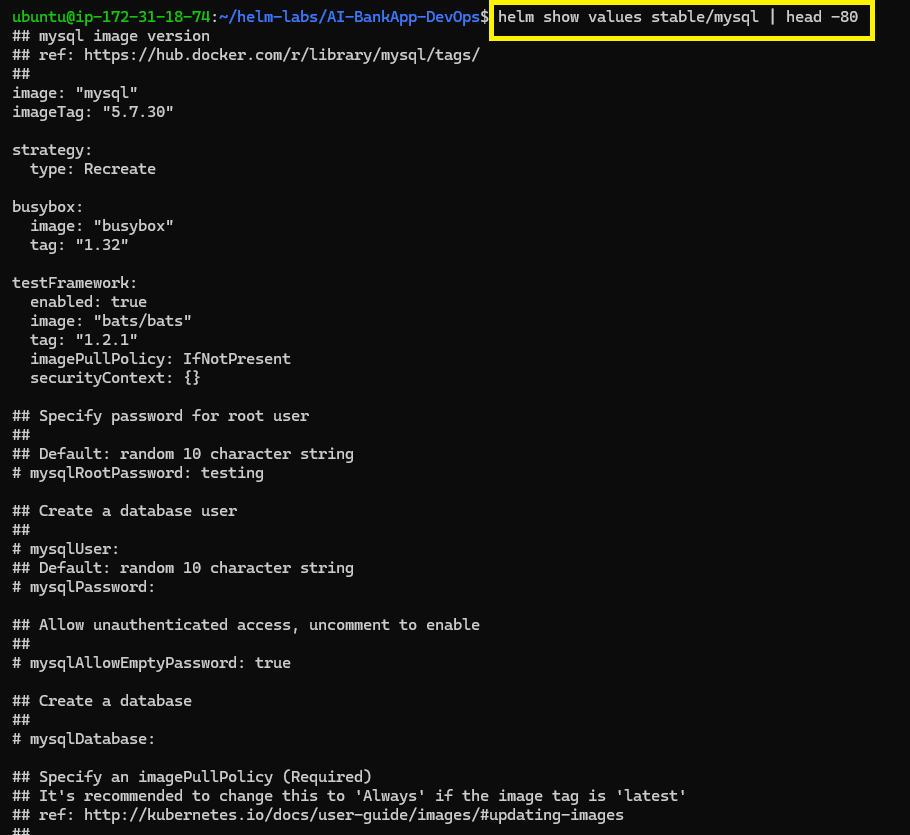 ubuntu@ip-172-31-18-74:~/helm-labs/AI-BankApp-DevOps$ helm show values stable/mysql | head -80
## mysql image version
## ref: https://hub.docker.com/r/library/mysql/tags/
##
image: "mysql"
imageTag: "5.7.30"

strategy:
  type: Recreate

busybox:
  image: "busybox"
  tag: "1.32"

testFramework:
  enabled: true
  image: "bats/bats"
  tag: "1.2.1"
  imagePullPolicy: IfNotPresent
  securityContext: {}

## Specify password for root user
##
## Default: random 10 character string
# mysqlRootPassword: testing

## Create a database user
##
# mysqlUser:
## Default: random 10 character string
# mysqlPassword:

## Allow unauthenticated access, uncomment to enable
##
# mysqlAllowEmptyPassword: true

## Create a database
##
# mysqlDatabase:

## Specify an imagePullPolicy (Required)
## It's recommended to change this to 'Always' if the image tag is 'latest'
## ref: http://kubernetes.io/docs/user-guide/images/#updating-images
##